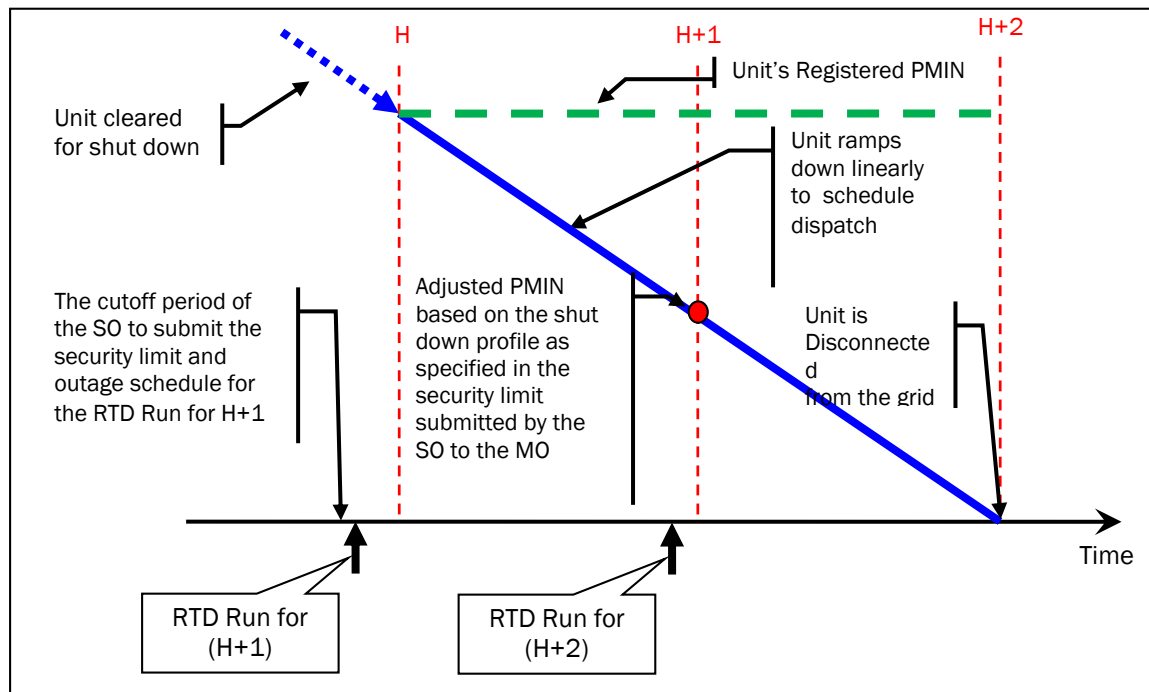 H
H+1
H+2
Unit's Registered PMIN
Unit cleared
for shut down
Unit ramps
down linearly
to schedule
dispatch
The cutoff period of
the SO to submit the
security limit and
outage schedule for
the RTD Run for H+1
Adjusted PMIN
based on the shut
down profile as
specified in the
security limit
submitted by the
SO to the MO
Unit is
Disconnecte
d
from the grid
Time
RTD Run for
(H+1)
RTD Run for
(H+2)